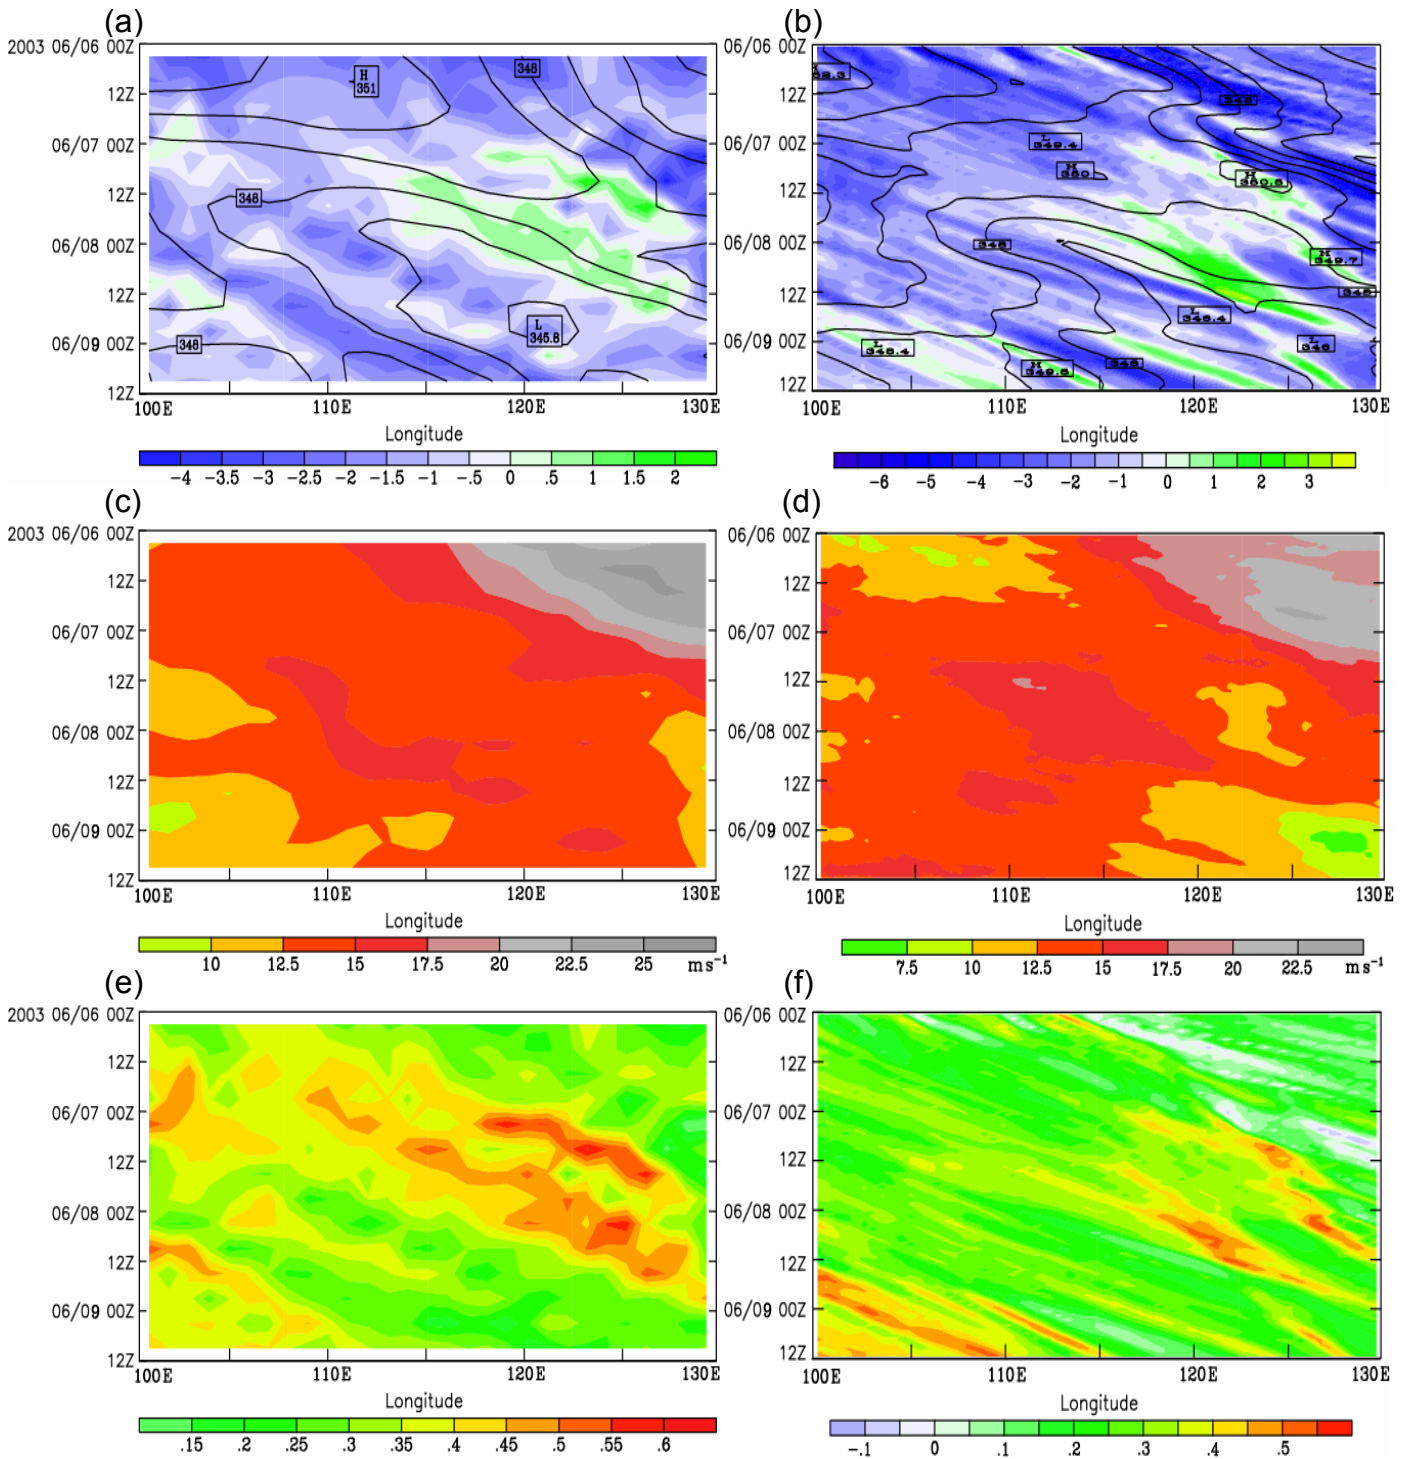 (a)
(b)
2003 06/06 00Z
12Z
06/07 00Z
12Z
06/08 00Z
12Z
06/09 00Z
12Z
H
351
348
348
348
L
345.8
100E
110E
120E
130E
Longitude
-4 -3.5 -3 -2.5 -2 -1.5 -1 -.5 0 .5 1 1.5 2
06/06 00Z
12Z
06/07 00Z
12Z
06/08 00Z
12Z
06/09 00Z
12Z
348
L
349.4
H
350
H
350.5
348
H
349.7
348
L
L
346
L
H
348
100E
110E
120E
130E
Longitude
-6 -5 -4 -3 -2 -1 0 1 2 3
(c)
(d)
2003 06/06 00Z
12Z
06/07 00Z
12Z
06/08 00Z
12Z
06/09 00Z
12Z
100E
110E
120E
130E
Longitude
10 12.5 15 17.5 20 22.5 25 ms⁻¹
06/06 00Z
12Z
06/07 00Z
12Z
06/08 00Z
12Z
06/09 00Z
12Z
100E
110E
120E
130E
Longitude
7.5 10 12.5 15 17.5 20 22.5 ms⁻¹
(e)
(f)
2003 06/06 00Z
12Z
06/07 00Z
12Z
06/08 00Z
12Z
06/09 00Z
12Z
100E
110E
120E
130E
Longitude
.15 .2 .25 .3 .35 .4 .45 .5 .55 .6
06/06 00Z
12Z
06/07 00Z
12Z
06/08 00Z
12Z
06/09 00Z
12Z
100E
110E
120E
130E
Longitude
-.1 0 .1 .2 .3 .4 .5